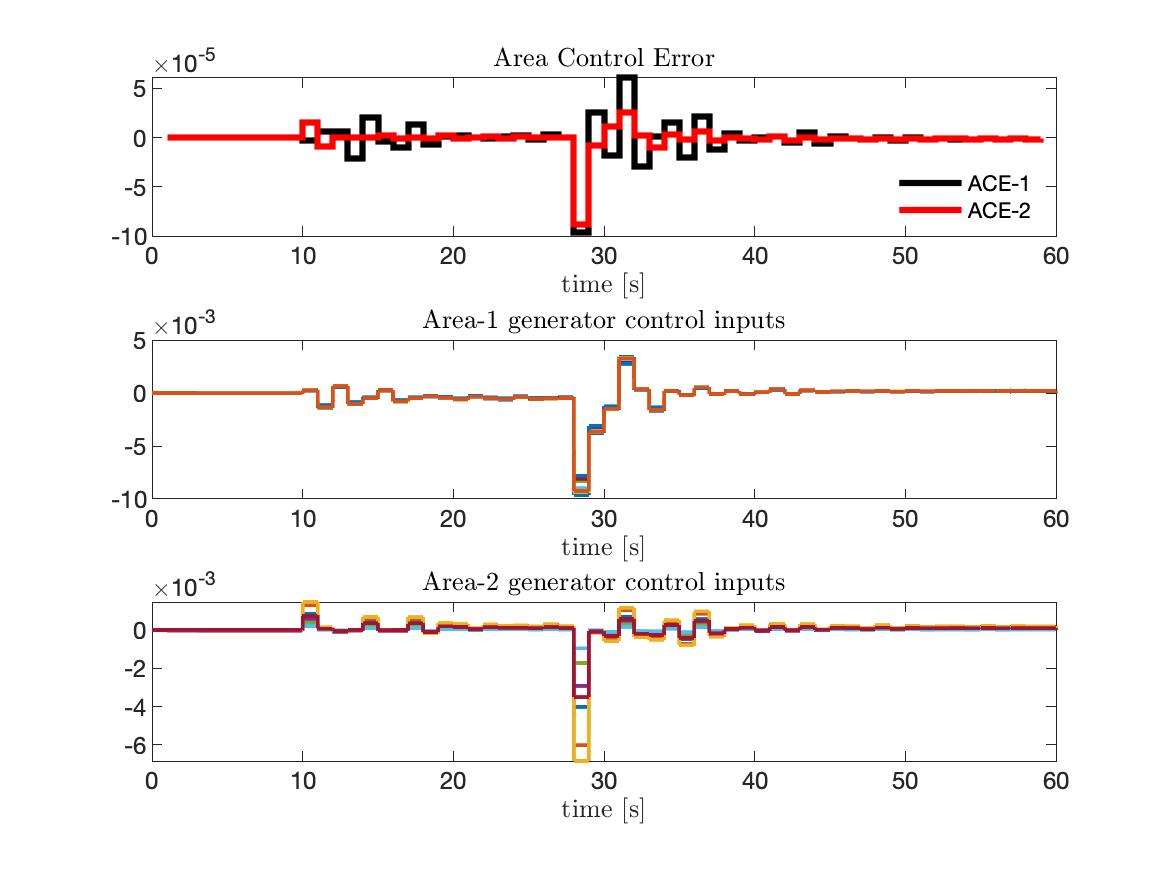 ×10-5
Area Control Error
5
0
-5
-10
ACE-1
ACE-2
0 10 20 30 40 50 60
time [s]
×10-3
Area-1 generator control inputs
5
0
-5
-10
0 10 20 30 40 50 60
time [s]
×10-3
Area-2 generator control inputs
0
-2
-4
-6
0 10 20 30 40 50 60
time [s]